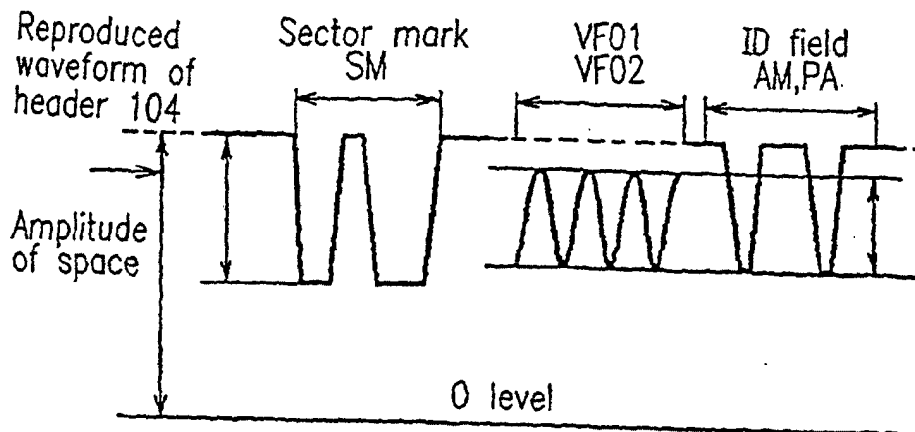 Reproduced
waveform of
header 104
Sector mark
SM
VFO1
VFO2
ID field
AM,PA
Amplitude
of space
0 level